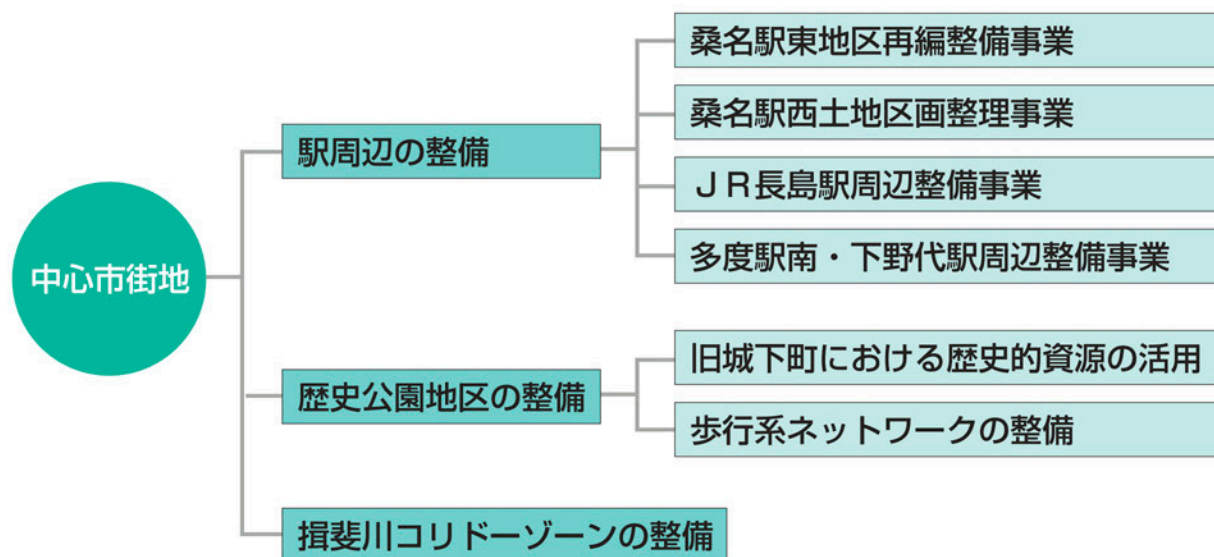 中心市街地
駅周辺の整備
桑名駅東地区再編整備事業
桑名駅西土地区画整理事業
ＪＲ長島駅周辺整備事業
多度駅南・下野代駅周辺整備事業
歴史公園地区の整備
旧城下町における歴史的資源の活用
歩行系ネットワークの整備
揖斐川コリドーゾーンの整備